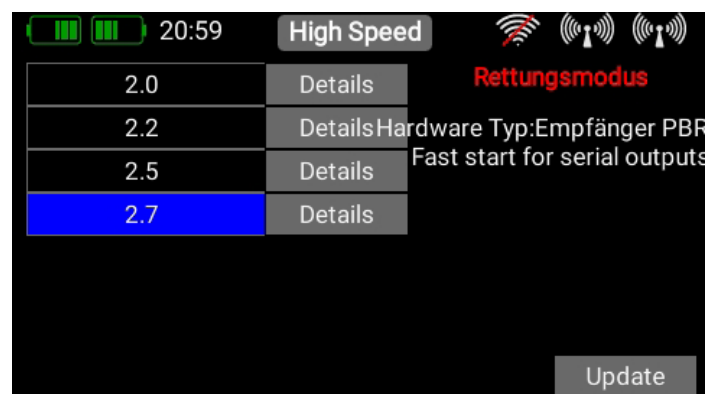 20:59 High Speed
Rettungsmodus
2.0 Details
2.2 Details Hardware Typ:Empfänger PBR
Fast start for serial outputs
2.5 Details
2.7 Details
Update